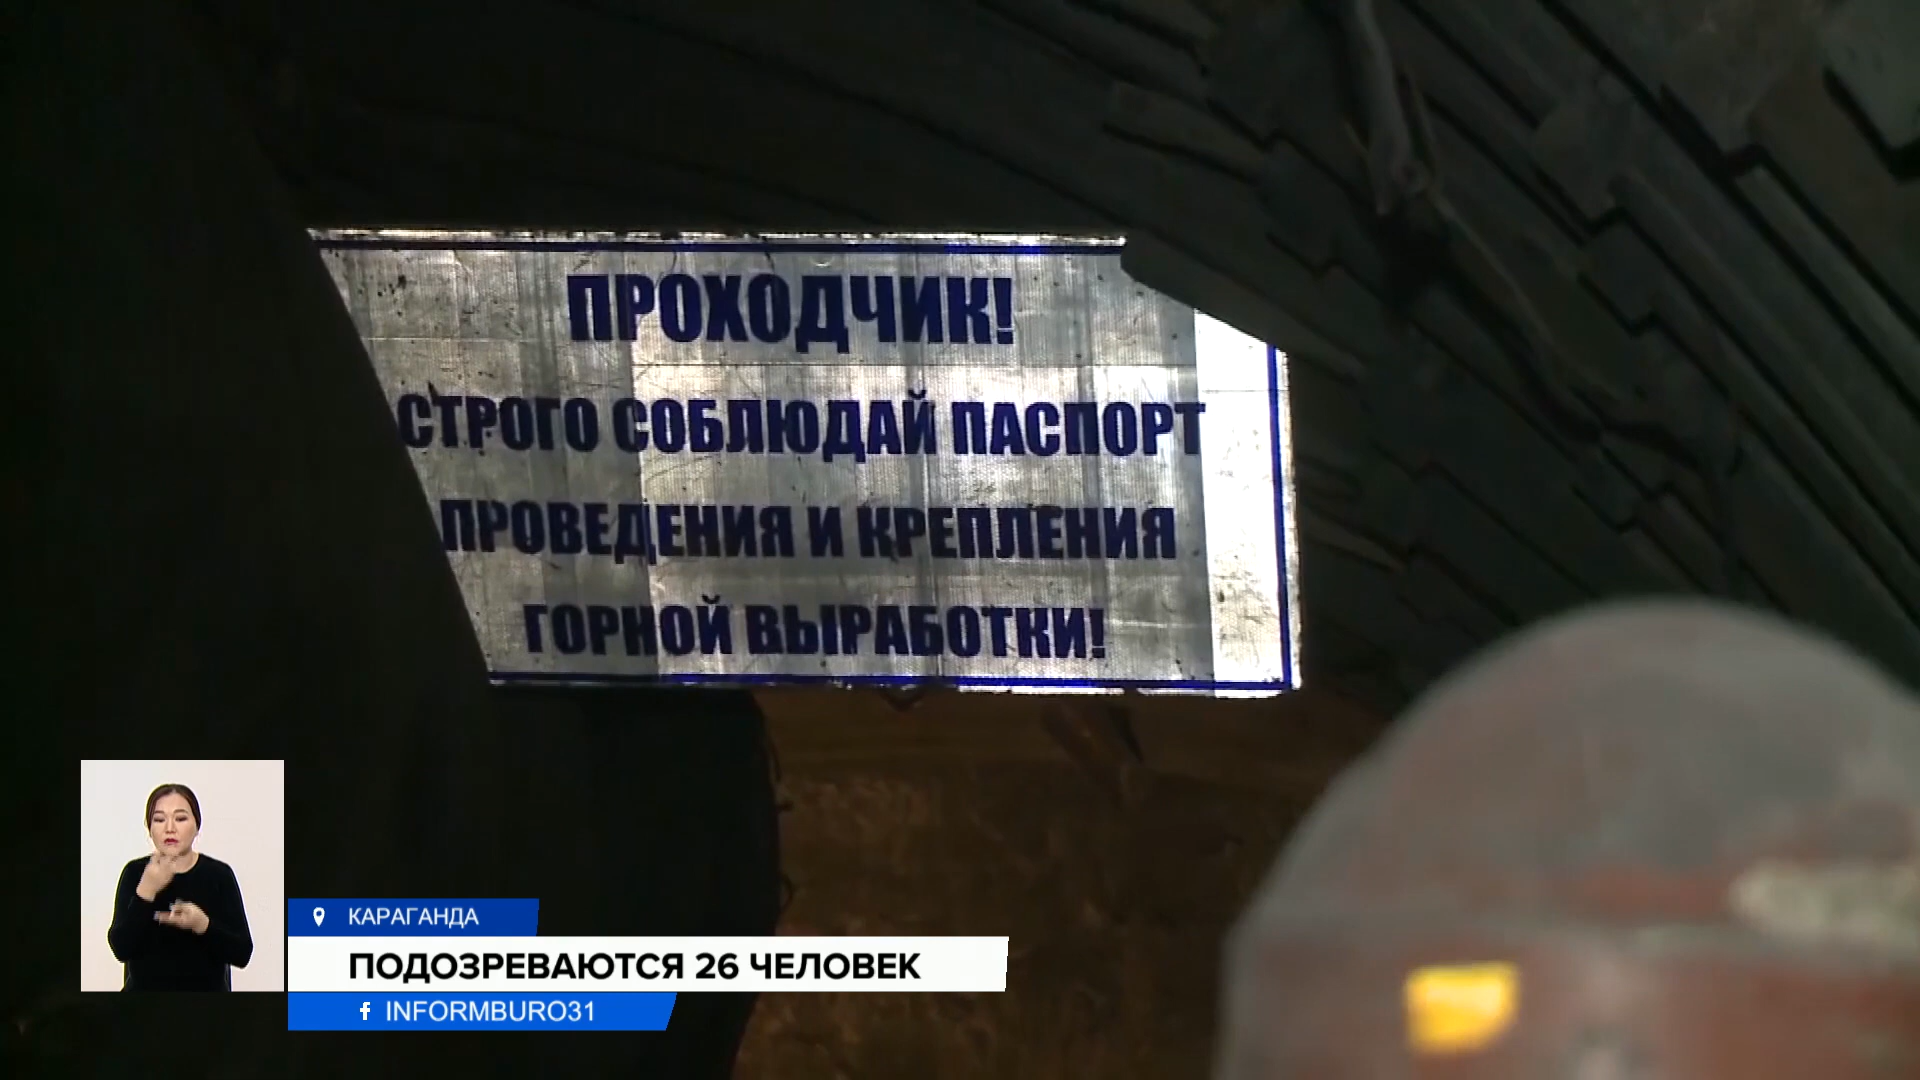 ПРОХОДЧИК!
СТРОГО СОБЛЮДАЙ ПАСПОРТ
ПРОВЕДЕНИЯ И КРЕПЛЕНИЯ
ГОРНОЙ ВЫРАБОТКИ!
КАРАГАНДА
ПОДОЗРЕВАЮТСЯ 26 ЧЕЛОВЕК
INFORMBURO31